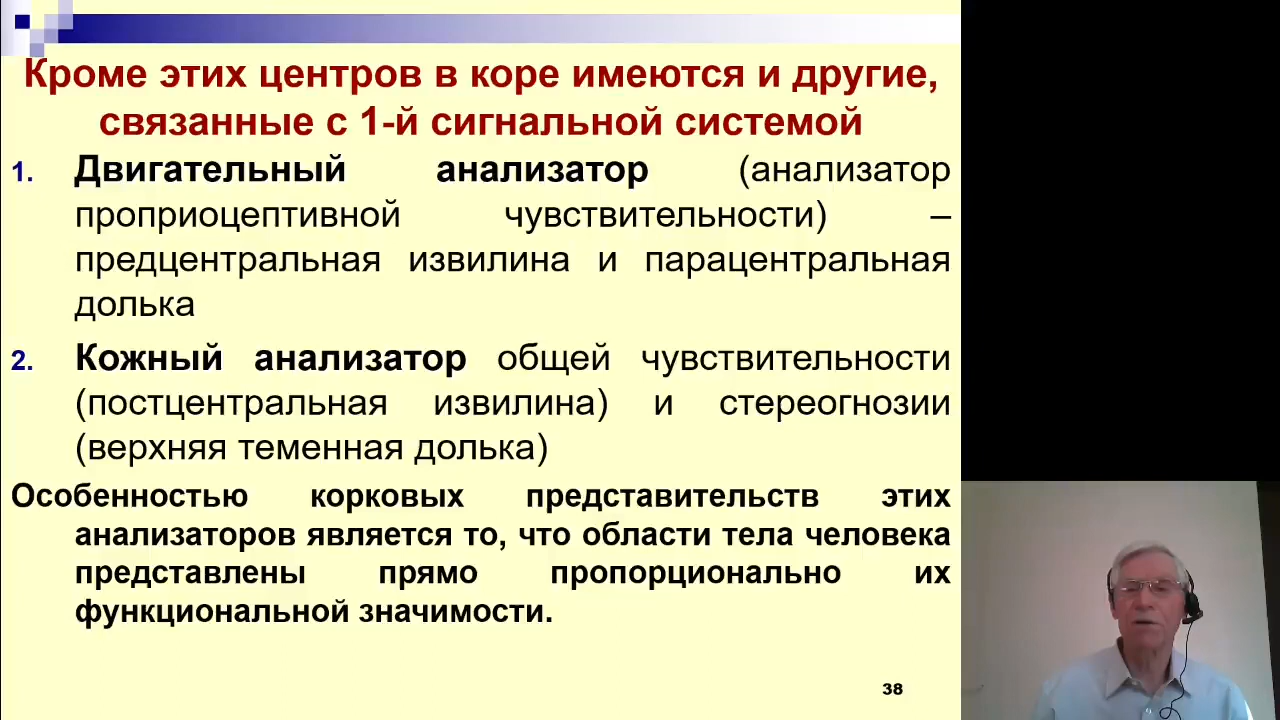 Кроме этих центров в коре имеются и другие,
связанные с 1-й сигнальной системой
1. Двигательный анализатор (анализатор
проприоцептивной чувствительности) –
предцентральная извилина и парацентральная
долька
2. Кожный анализатор общей чувствительности
(постцентральная извилина) и стереогнозии
(верхняя теменная долька)
Особенностью корковых представительств этих
анализаторов является то, что области тела человека
представлены прямо пропорционально их
функциональной значимости.
38